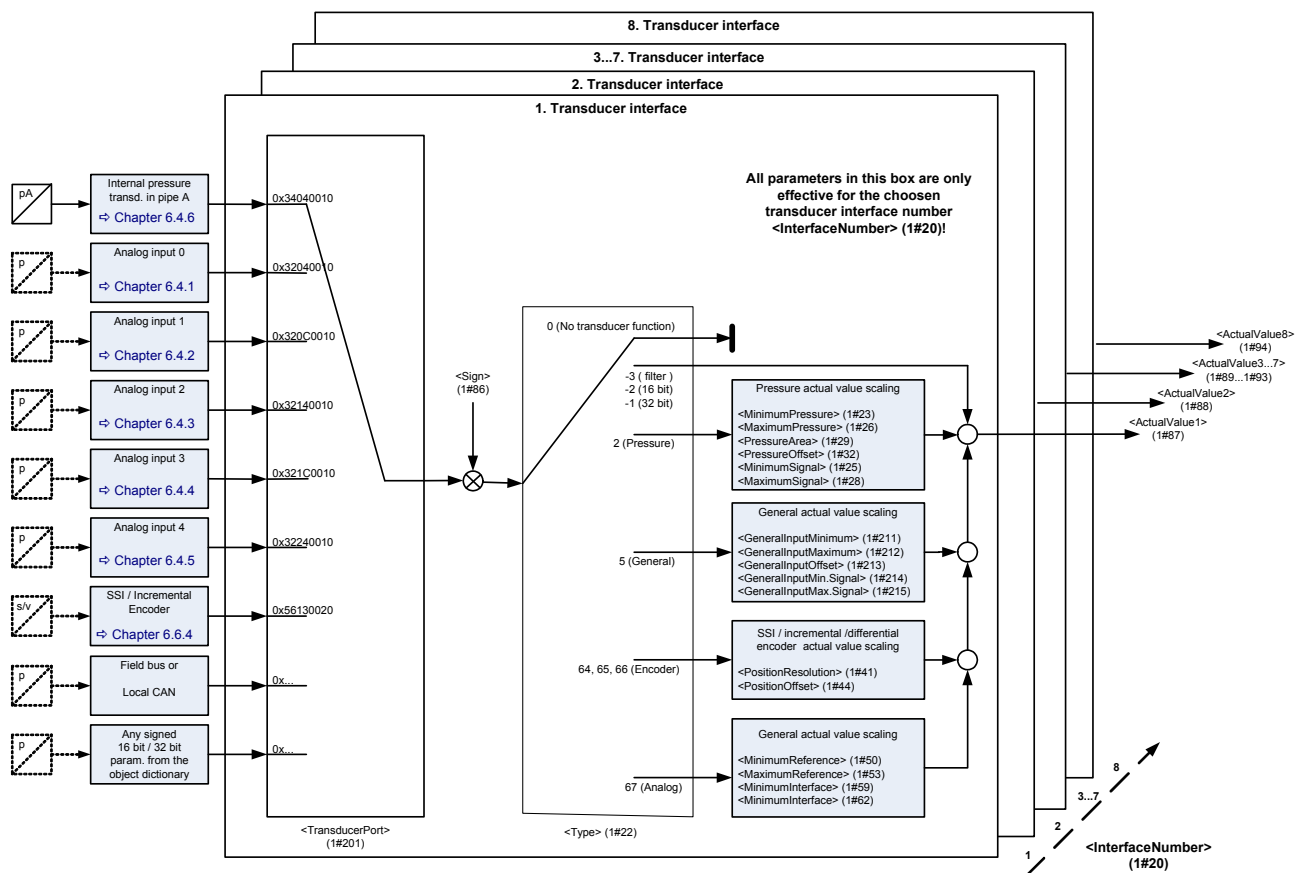 8. Transducer interface
3...7. Transducer interface
2. Transducer interface
1. Transducer interface
All parameters in this box are only
effective for the choosen
transducer interface number
<InterfaceNumber> (1#20)!
pA
Internal pressure
transd. in pipe A
⇨ Chapter 6.4.6
0x34040010
p
Analog input 0
⇨ Chapter 6.4.1
0x32040010
p
Analog input 1
⇨ Chapter 6.4.2
0x320C0010
p
Analog input 2
⇨ Chapter 6.4.3
0x32140010
p
Analog input 3
⇨ Chapter 6.4.4
0x321C0010
p
Analog input 4
⇨ Chapter 6.4.5
0x32240010
s/v
SSI / Incremental
Encoder
⇨ Chapter 6.6.4
0x56130020
p
Field bus or
Local CAN
0x...
p
Any signed
16 bit / 32 bit
param. from the
object dictionary
0x...
<TransducerPort>
(1#201)
<Sign>
(1#86)
0 (No transducer function)
-3 ( filter )
-2 (16 bit)
-1 (32 bit)
2 (Pressure)
5 (General)
64, 65, 66 (Encoder)
67 (Analog)
<Type> (1#22)
Pressure actual value scaling
<MinimumPressure> (1#23)
<MaximumPressure> (1#26)
<PressureArea> (1#29)
<PressureOffset> (1#32)
<MinimumSignal> (1#25)
<MaximumSignal> (1#28)
General actual value scaling
<GeneralInputMinimum> (1#211)
<GeneralInputMaximum> (1#212)
<GeneralInputOffset> (1#213)
<GeneralInputMin.Signal> (1#214)
<GeneralInputMax.Signal> (1#215)
SSI / incremental /differential
encoder actual value scaling
<PositionResolution> (1#41)
<PositionOffset> (1#44)
General actual value scaling
<MinimumReference> (1#50)
<MaximumReference> (1#53)
<MinimumInterface> (1#59)
<MinimumInterface> (1#62)
<ActualValue8>
(1#94)
<ActualValue3...7>
(1#89...1#93)
<ActualValue2>
(1#88)
<ActualValue1>
(1#87)
8
3...7
2
1
<InterfaceNumber>
(1#20)